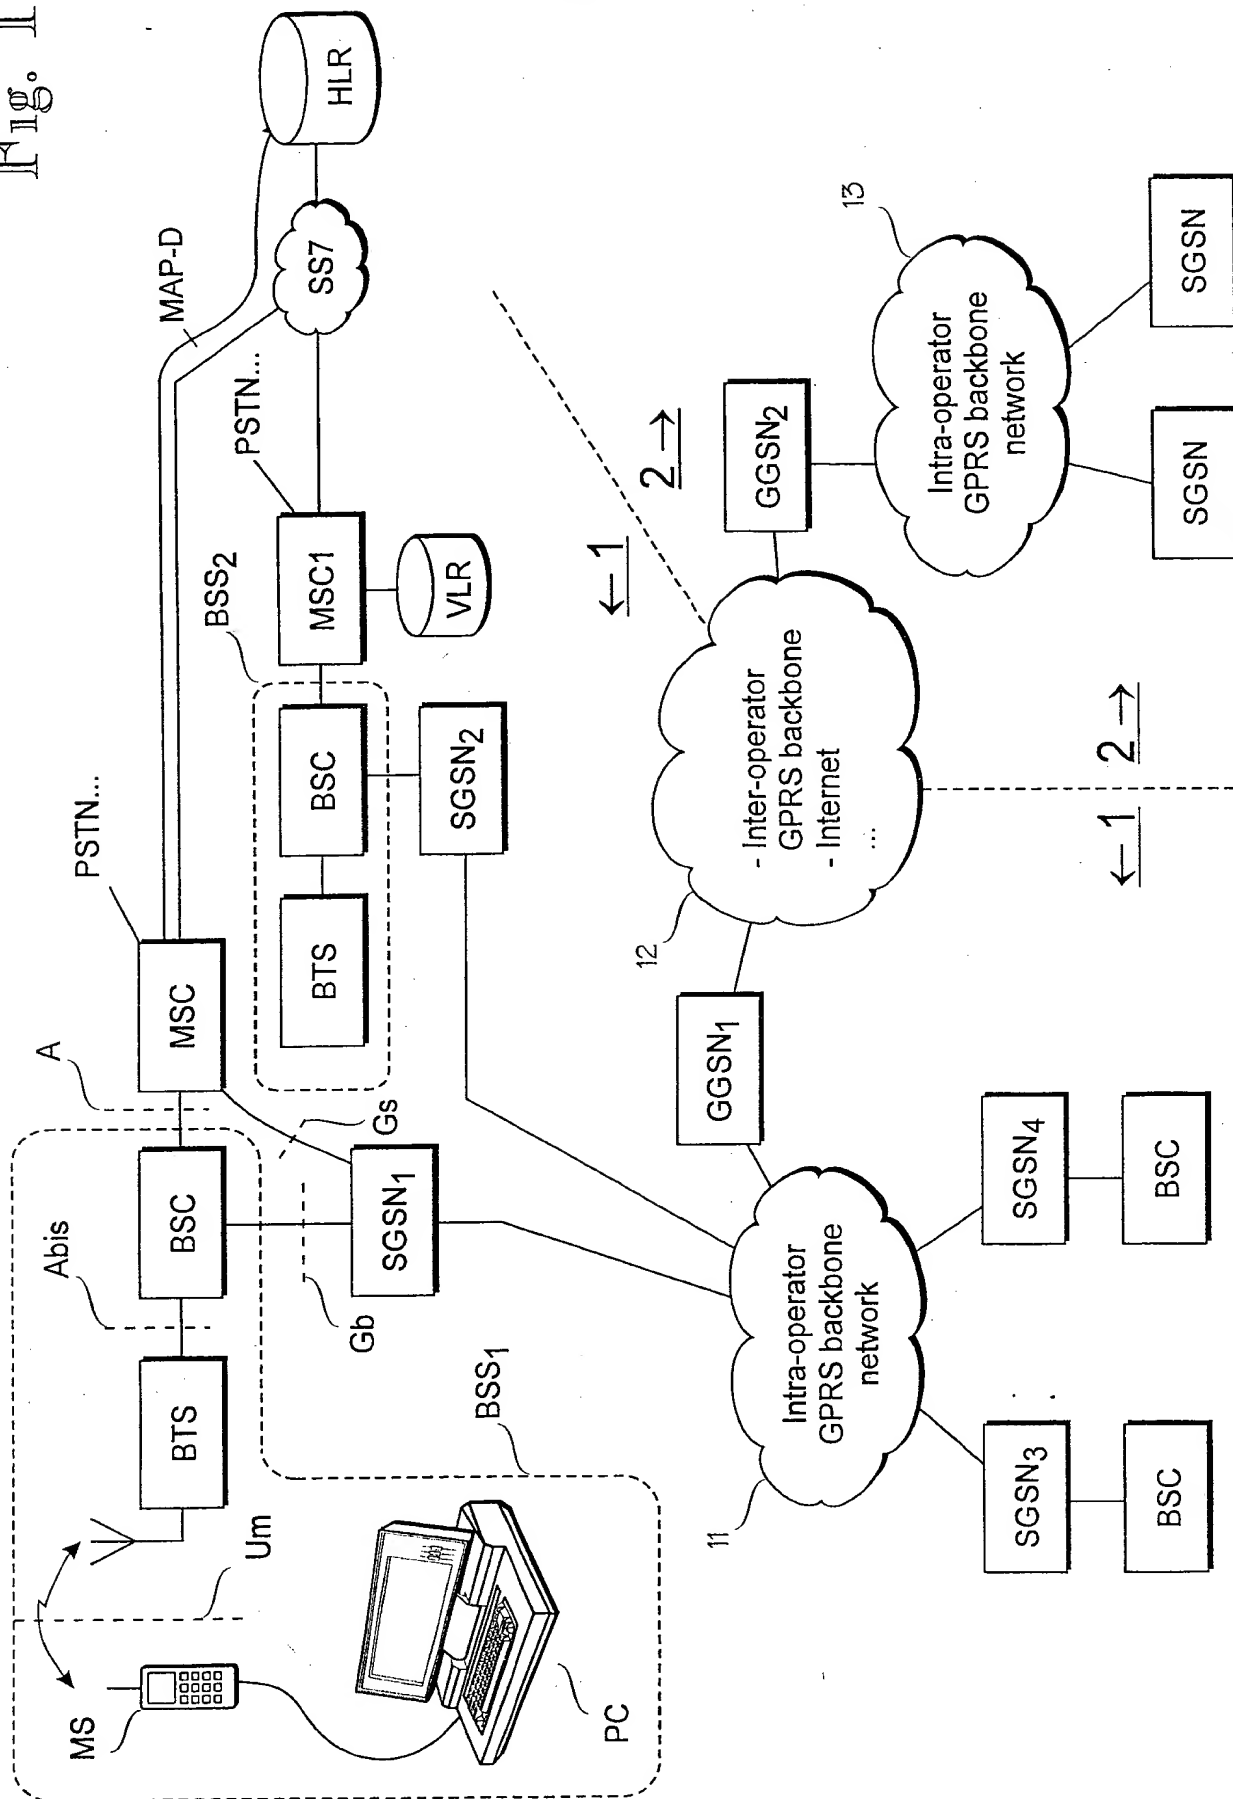 Fig. 1
MS
Um
PC
BSS1
BTS
Abis
BSC
A
MSC
PSTN...
MAP-D
HLR
SS7
Gb
Gs
SGSN1
BTS
BSC
BSS2
MSC1
PSTN...
VLR
SGSN2
11
Intra-operator
GPRS backbone
network
GGSN1
12
- Inter-operator
GPRS backbone
- Internet
...
←1
2→
GGSN2
13
Intra-operator
GPRS backbone
network
SGSN3
BSC
SGSN4
BSC
←1
2→
SGSN
SGSN